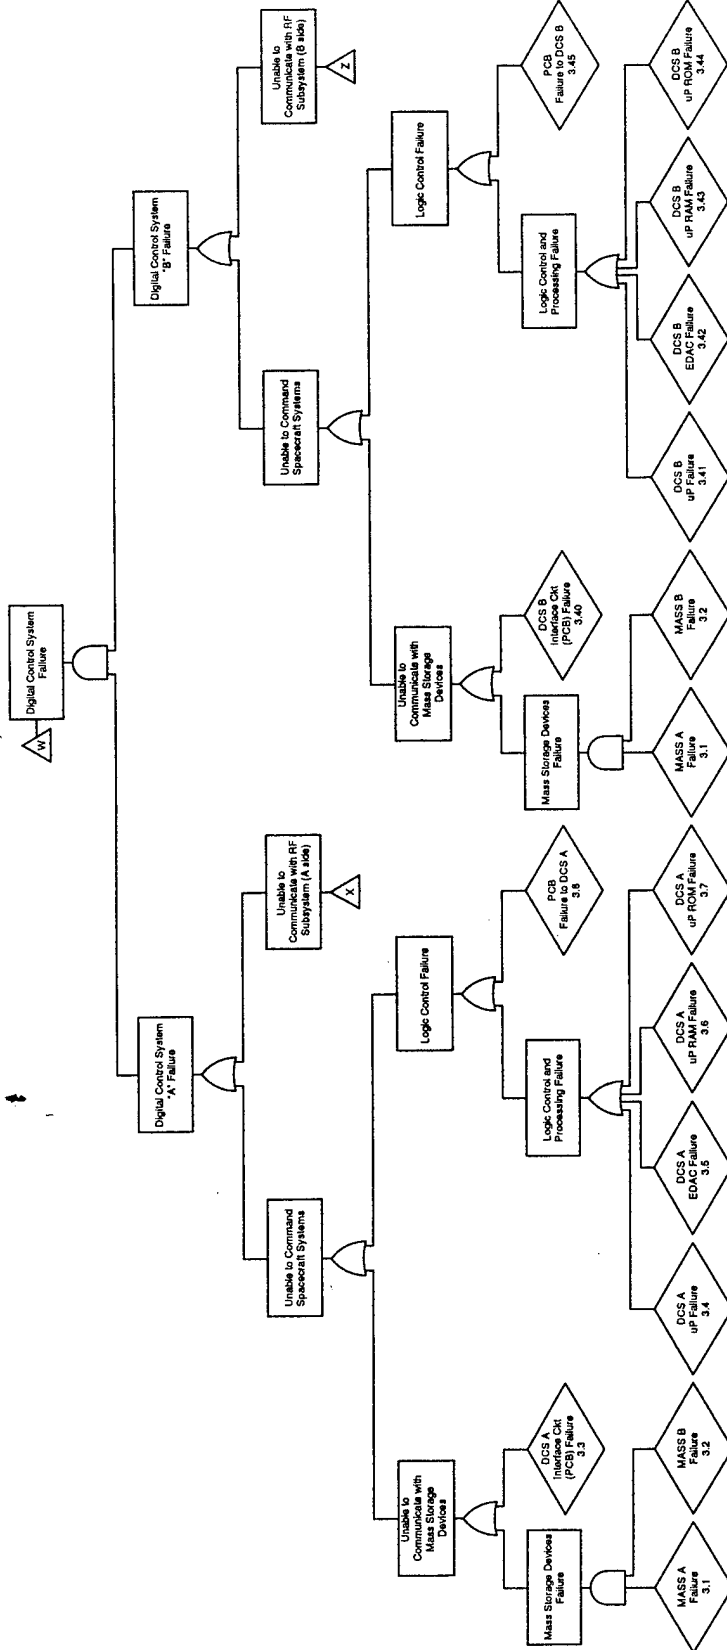 Digital Control System
Failure
W
Digital Control System
"A" Failure
Digital Control System
"B" Failure
Unable to Command
Spacecraft Systems
Unable to
Communicate with RF
Subsystem (A side)
X
Unable to Command
Spacecraft Systems
Unable to
Communicate with RF
Subsystem (B side)
Z
Unable to
Communicate with
Mass Storage
Devices
Logic Control Failure
Unable to
Communicate with
Mass Storage
Devices
Logic Control Failure
Mass Storage Devices
Failure
DCS A
Interface Ckt
(PCB) Failure
3.3
Logic Control and
Processing Failure
PCB
Failure to DCS A
3.8
Mass Storage Devices
Failure
DCS B
Interface Ckt
(PCB) Failure
3.40
Logic Control and
Processing Failure
PCB
Failure to DCS B
3.45
MASS A
Failure
3.1
MASS B
Failure
3.2
DCS A
uP Failure
3.4
DCS A
EDAC Failure
3.5
DCS A
uP RAM Failure
3.6
DCS A
uP ROM Failure
3.7
MASS A
Failure
3.1
MASS B
Failure
3.2
DCS B
uP Failure
3.41
DCS B
EDAC Failure
3.42
DCS B
uP RAM Failure
3.43
DCS B
uP ROM Failure
3.44